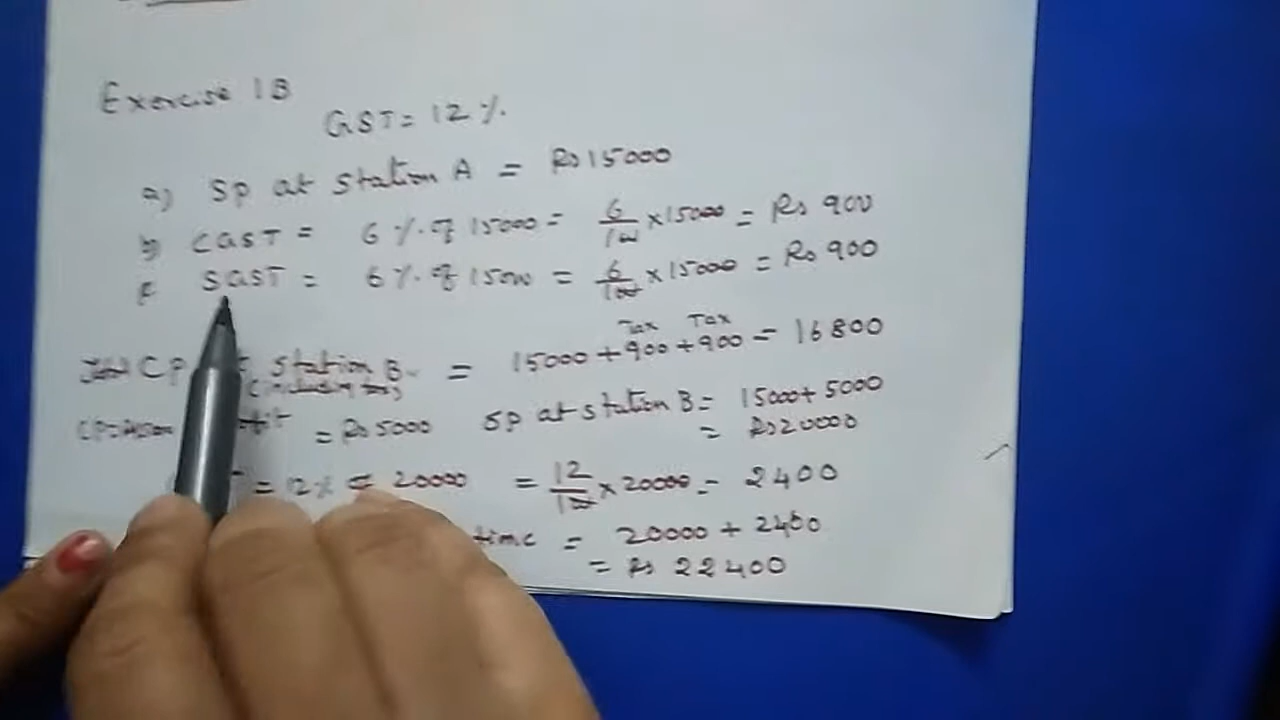 Exercise 1B
GST = 12 %.
a) SP at station A = Rs 15000
b) CGST = 6 %. of 15000 = 6/100 x 15000 = Rs 900
SGST = 6 %. of 1500 = 6/100 x 15000 = Rs 900
Tax Tax
CP station B = 15000 + 900 + 900 = 16800
(including tax)
= Rs 5000 SP at station B = 15000 + 5000
= Rs 20000
= 12% = 20000 = 12/100 x 20000 = 2400
time = 20000 + 2400
= Rs 22400